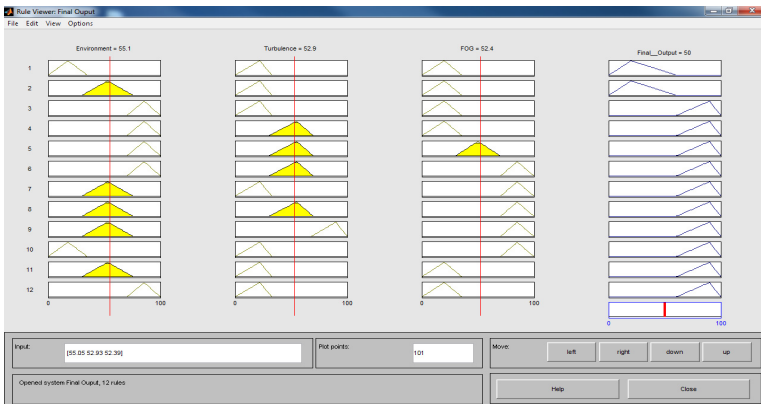 Rule Viewer: Final Ouput
File Edit View Options
Environment = 55.1 Turbulence = 52.9 FOG = 52.4 Final__Output = 50
1
2
3
4
5
6
7
8
9
10
11
12
0 100 0 100 0 100
0 100
Input: [55.05 52.93 52.39] Plot points: 101 Move: left right down up
Opened system Final Ouput, 12 rules Help Close